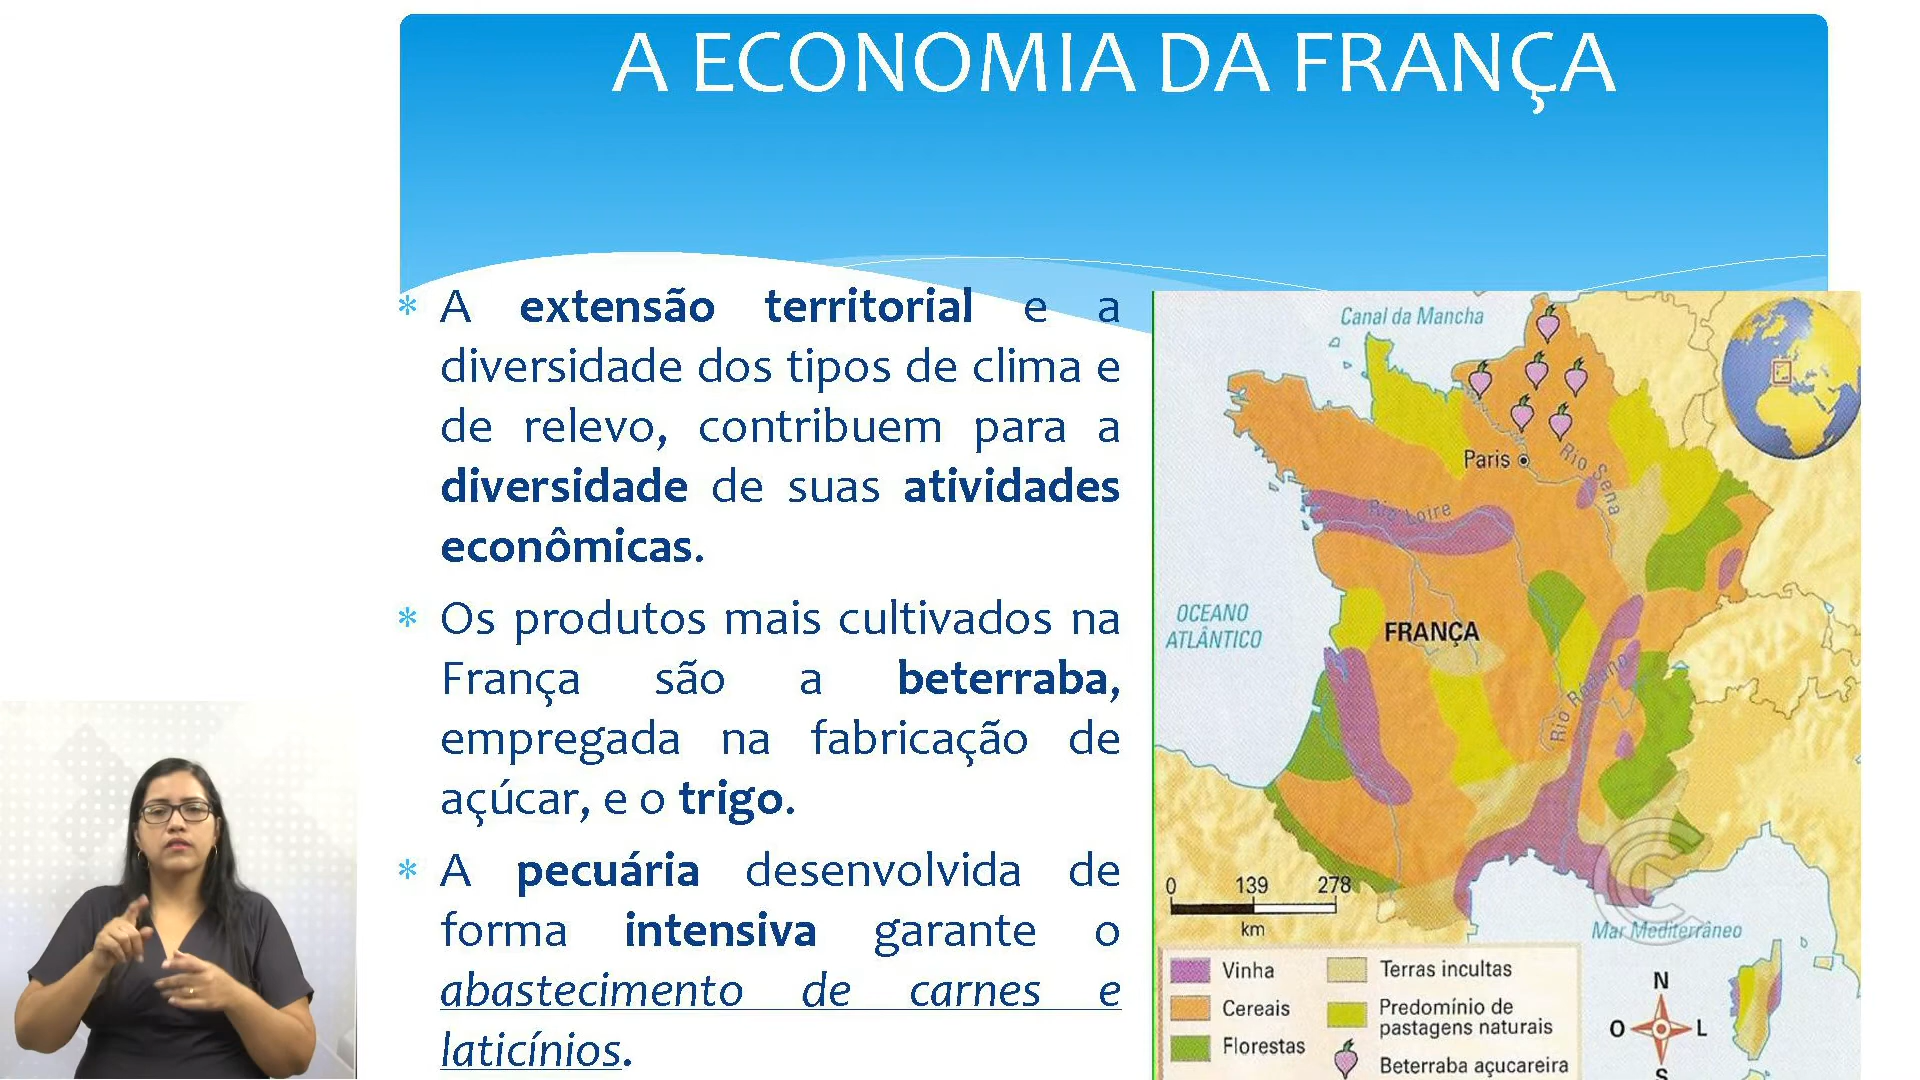 A ECONOMIA DA FRANÇA
* A extensão territorial e a
diversidade dos tipos de clima e
de relevo, contribuem para a
diversidade de suas atividades
econômicas.
* Os produtos mais cultivados na
França são a beterraba,
empregada na fabricação de
açúcar, e o trigo.
* A pecuária desenvolvida de
forma intensiva garante o
abastecimento de carnes e
laticínios.
Canal da Mancha
Paris
Rio Sena
Rio Loire
OCEANO
ATLÂNTICO
FRANÇA
Rio Ródano
0 139 278
km
Mar Mediterrâneo
Vinha
Cereais
Florestas
Terras incultas
Predomínio de
pastagens naturais
Beterraba açucareira
N
O L
S